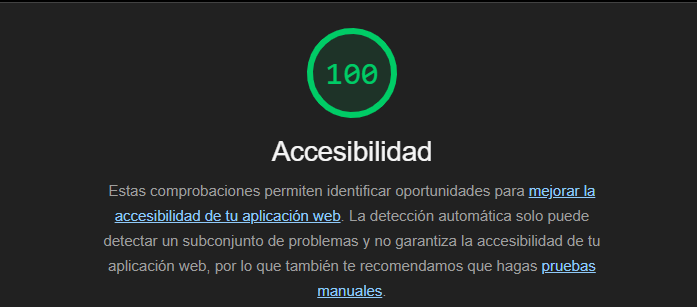 100
Accesibilidad
Estas comprobaciones permiten identificar oportunidades para mejorar la
accesibilidad de tu aplicación web. La detección automática solo puede
detectar un subconjunto de problemas y no garantiza la accesibilidad de tu
aplicación web, por lo que también te recomendamos que hagas pruebas
manuales.